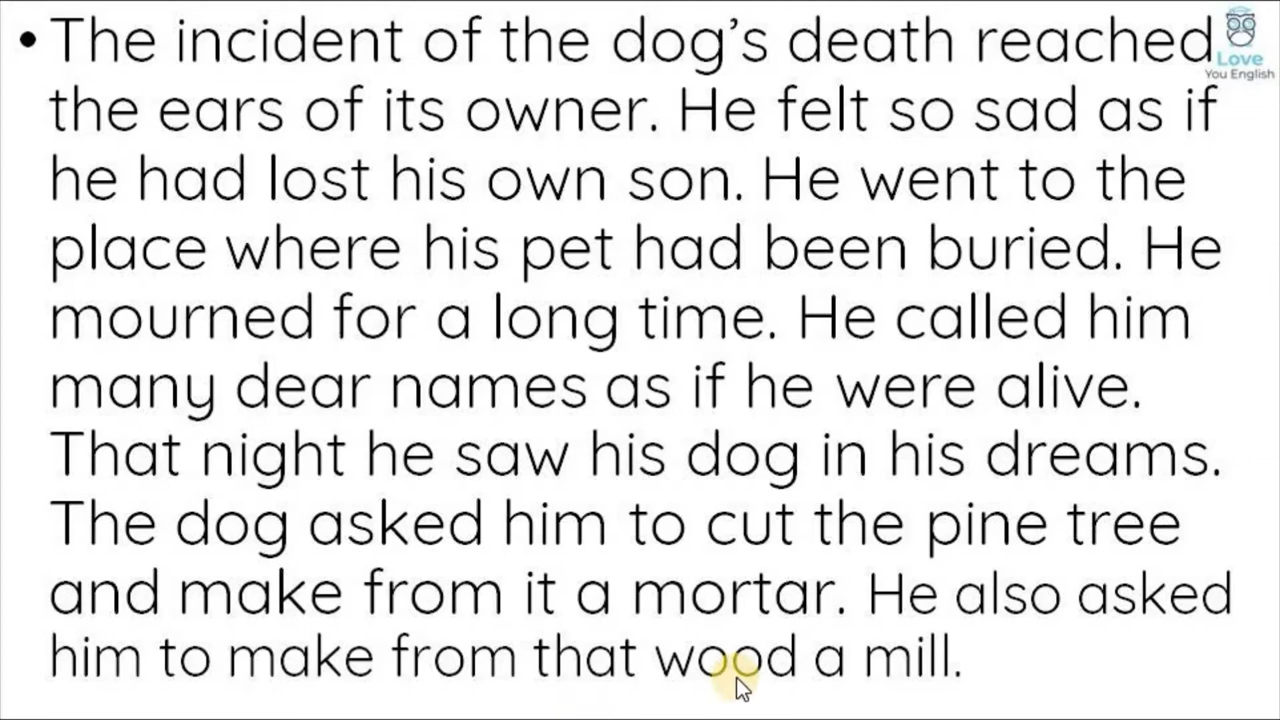 • The incident of the dog’s death reached
the ears of its owner. He felt so sad as if
he had lost his own son. He went to the
place where his pet had been buried. He
mourned for a long time. He called him
many dear names as if he were alive.
That night he saw his dog in his dreams.
The dog asked him to cut the pine tree
and make from it a mortar. He also asked
him to make from that wood a mill.
Love
You English